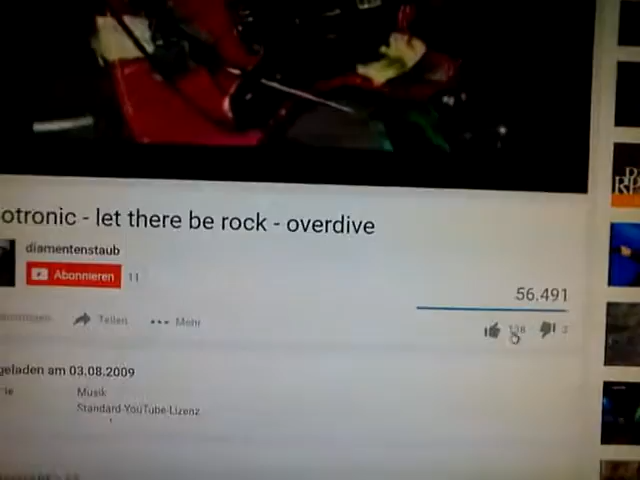 otronic - let there be rock - overdive
diamentenstaub
Abonnieren 11
56.491
Teilen
Mehr
geladen am 03.08.2009
Musik
Standard-YouTube-Lizenz